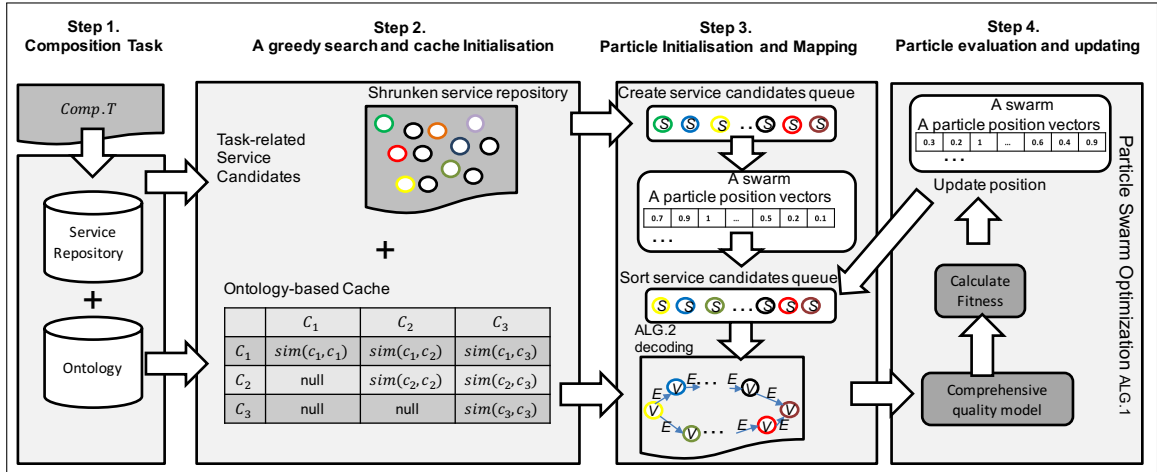 Step 1.
Composition Task
Comp.T
Service
Repository
+
Ontology
Step 2.
A greedy search and cache Initialisation
Shrunken service repository
Task-related
Service
Candidates
+
Ontology-based Cache
C₁ C₂ C₃
C₁ sim(c₁,c₁) sim(c₁,c₂) sim(c₁,c₃)
C₂ null sim(c₂,c₂) sim(c₂,c₃)
C₃ null null sim(c₃,c₃)
Step 3.
Particle Initialisation and Mapping
Create service candidates queue
S S S .. S S S
A swarm
A particle position vectors
0.7 0.9 1 ... 0.5 0.2 0.1
...
Sort service candidates queue
S S S ... S S S
ALG.2
decoding
E V E ... E V E
V V
E V ... E V E
Step 4.
Particle evaluation and updating
A swarm
A particle position vectors
0.3 0.2 1 ... 0.6 0.4 0.9
...
Update position
Calculate
Fitness
Comprehensive
quality model
Particle Swarm Optimization ALG.1